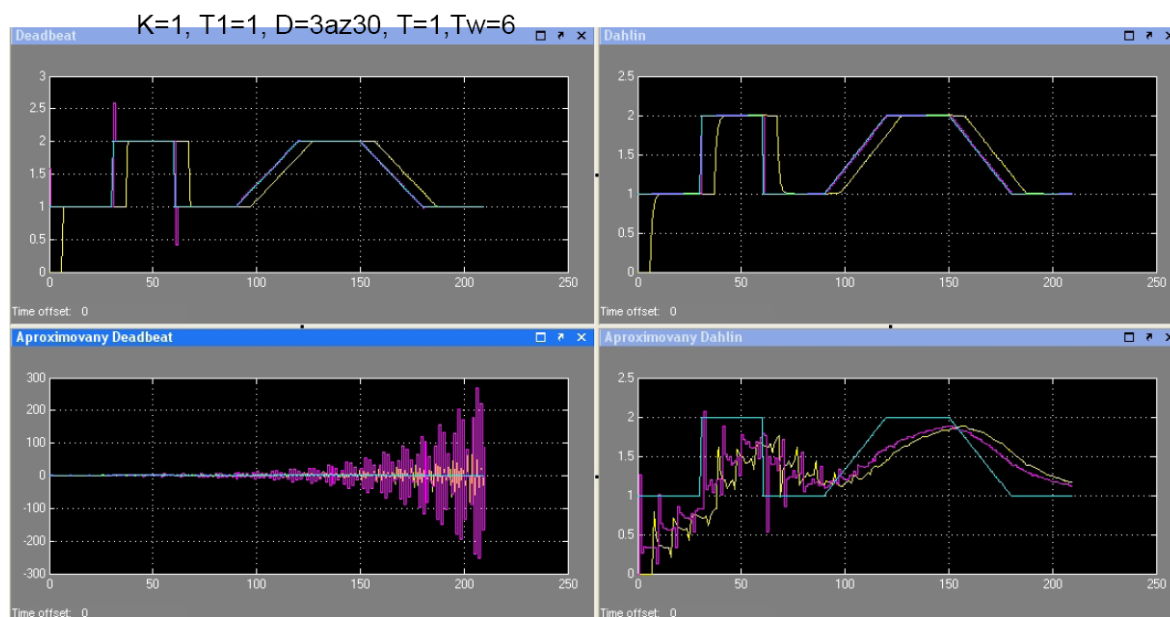 K=1, T1=1, D=3az30, T=1,Tw=6
Deadbeat
3
2.5
2
1.5
1
0.5
0
0 50 100 150 200 250
Time offset: 0
Dahlin
2.5
2
1.5
1
0.5
0
0 50 100 150 200 250
Time offset: 0
Aproximovany Deadbeat
300
200
100
0
-100
-200
-300
0 50 100 150 200 250
Time offset: 0
Aproximovany Dahlin
2.5
2
1.5
1
0.5
0
0 50 100 150 200 250
Time offset: 0